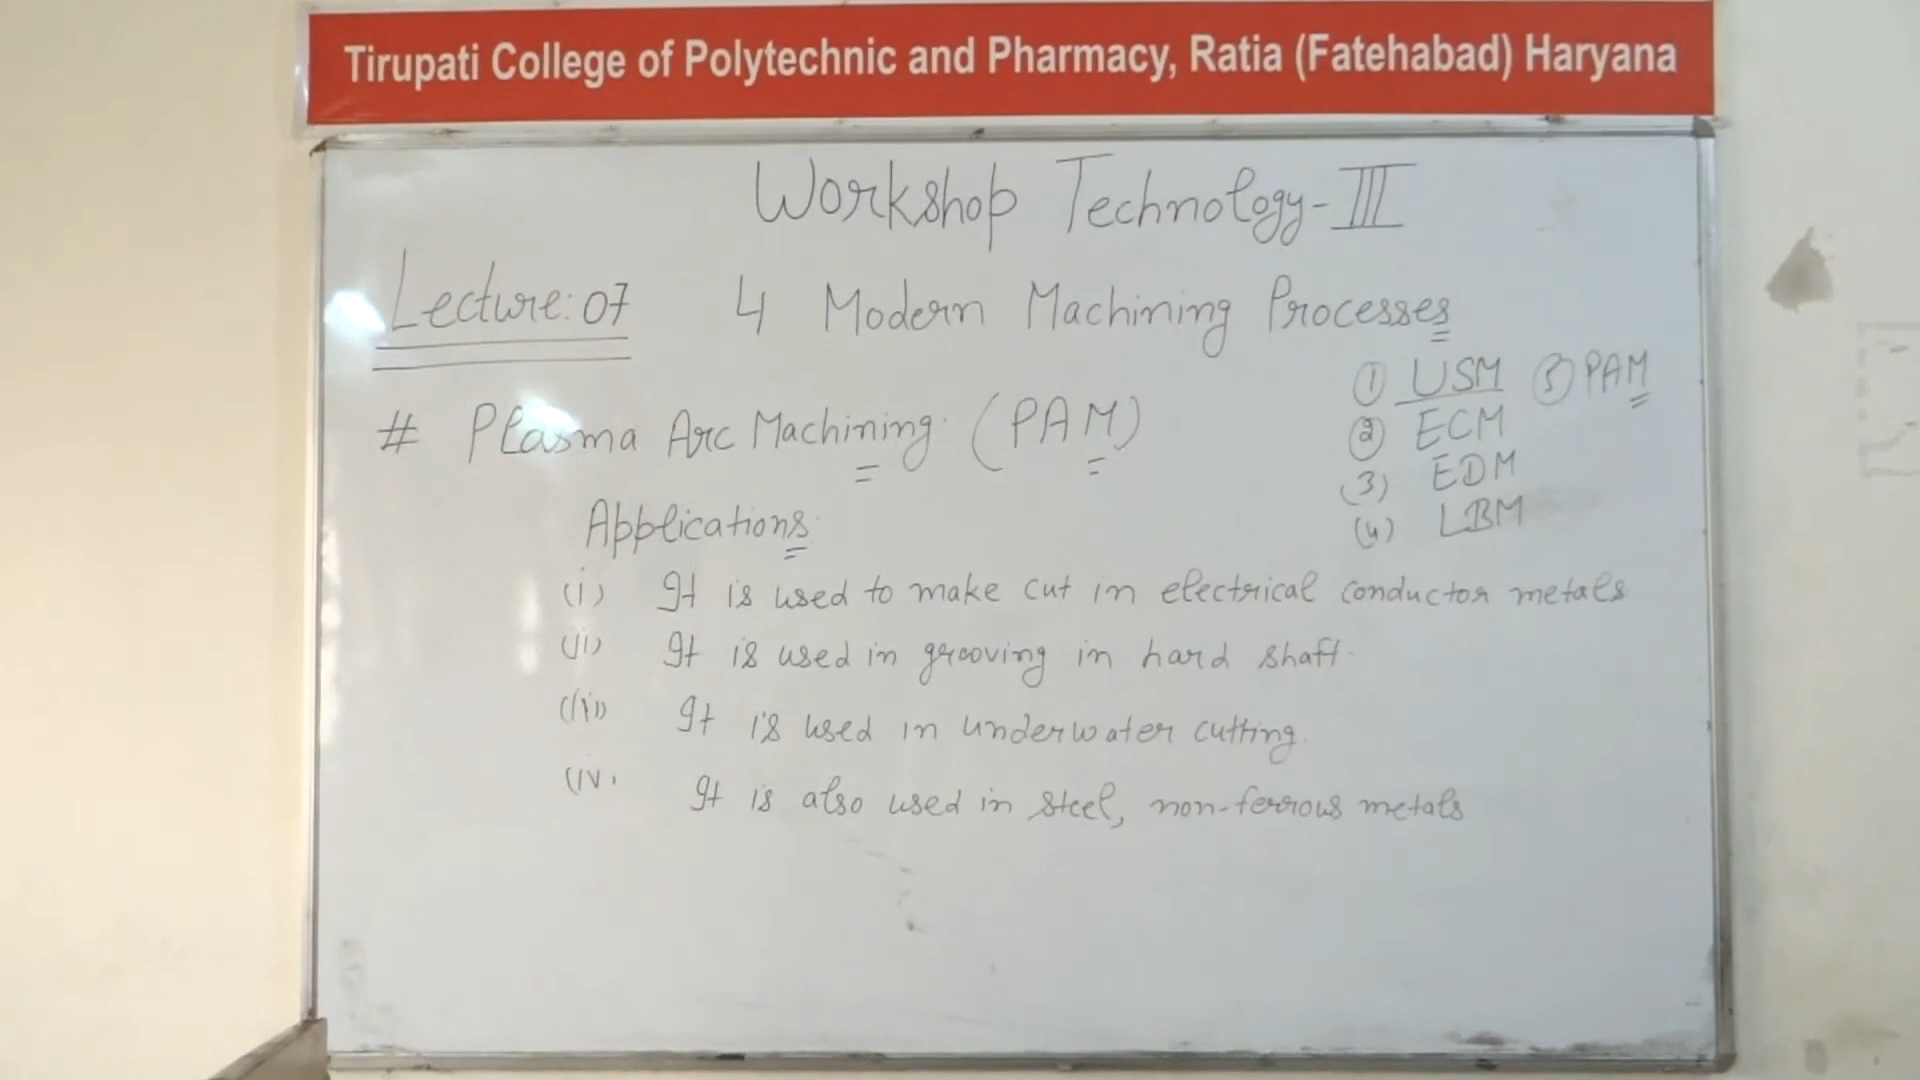 Tirupati College of Polytechnic and Pharmacy, Ratia (Fatehabad) Haryana
Workshop Technology-III
Lecture: 07
4 Modern Machining Processes
① USM ⑤ PAM
② ECM
(3) EDM
(4) LBM
# Plasma Arc Machining: (PAM)
Applications:
(i) It is used to make cut in electrical conductor metals
(ii) It is used in grooving in hard shaft.
(iii) It is used in underwater cutting.
(iv. It is also used in steel, non-ferrous metals